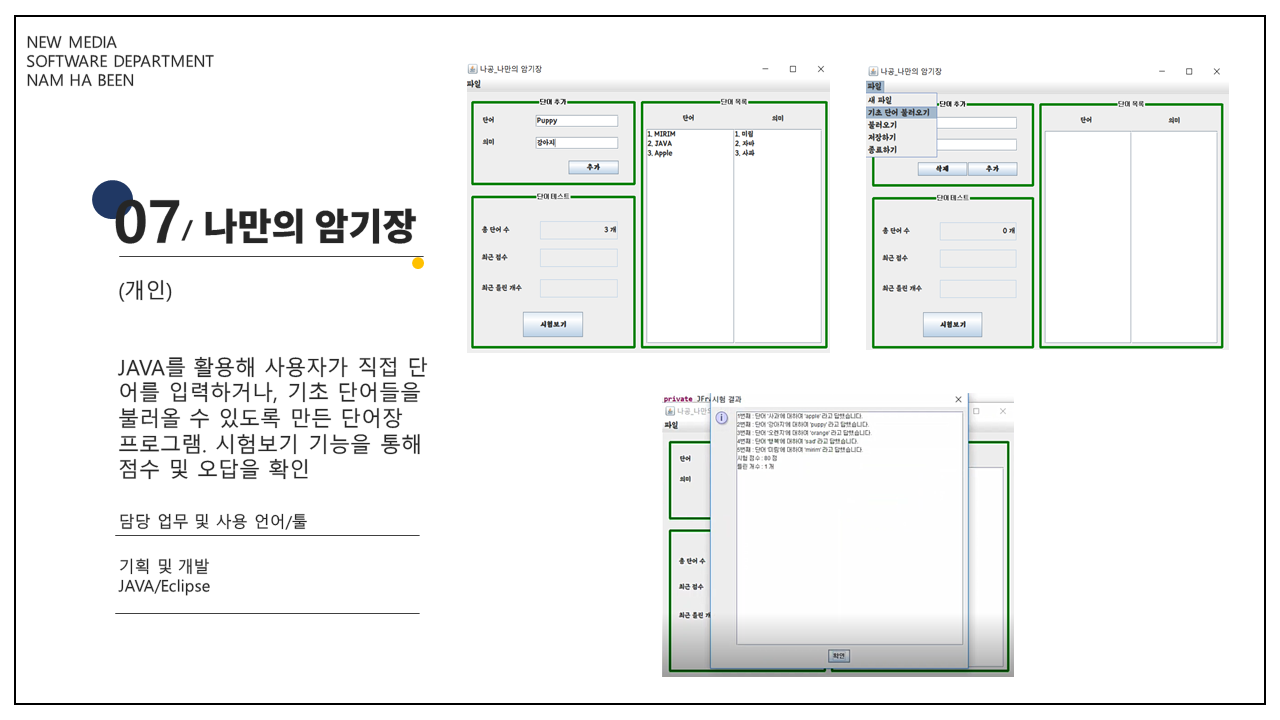 NEW MEDIA
SOFTWARE DEPARTMENT
NAM HA BEEN
07/ 나만의 암기장
(개인)
JAVA를 활용해 사용자가 직접 단
어를 입력하거나, 기초 단어들을
불러올 수 있도록 만든 단어장
프로그램. 시험보기 기능을 통해
점수 및 오답을 확인
담당 업무 및 사용 언어/툴
기획 및 개발
JAVA/Eclipse
나공_나만의 암기장
파일
단어 추가
단어 Puppy
의미 강아지
추가
단어 테스트
총 단어 수 3 개
최근 점수
최근 틀린 개수
시험보기
단어 목록
단어 의미
1. MIRIM 1. 미림
2. JAVA 2. 자바
3. Apple 3. 사과
나공_나만의 암기장
파일
새 파일
기초 단어 불러오기
불러오기
저장하기
종료하기
단어 추가
삭제 추가
단어 테스트
총 단어 수 0 개
최근 점수
최근 틀린 개수
시험보기
단어 목록
단어 의미
private JFr
나공_나만
파일
단어
의미
총 단어 수
최근 점수
최근 틀린 개
시험 결과
1번째 : 단어 '사과'에 대하여 'apple' 라고 답했습니다.
2번째 : 단어 '강아지'에 대하여 'puppy' 라고 답했습니다.
3번째 : 단어 '오렌지'에 대하여 'orange' 라고 답했습니다.
4번째 : 단어 '행복'에 대하여 'sad' 라고 답했습니다.
5번째 : 단어 '미림'에 대하여 'mirim' 라고 답했습니다.
시험 점수 : 80 점
틀린 개수 : 1 개
확인